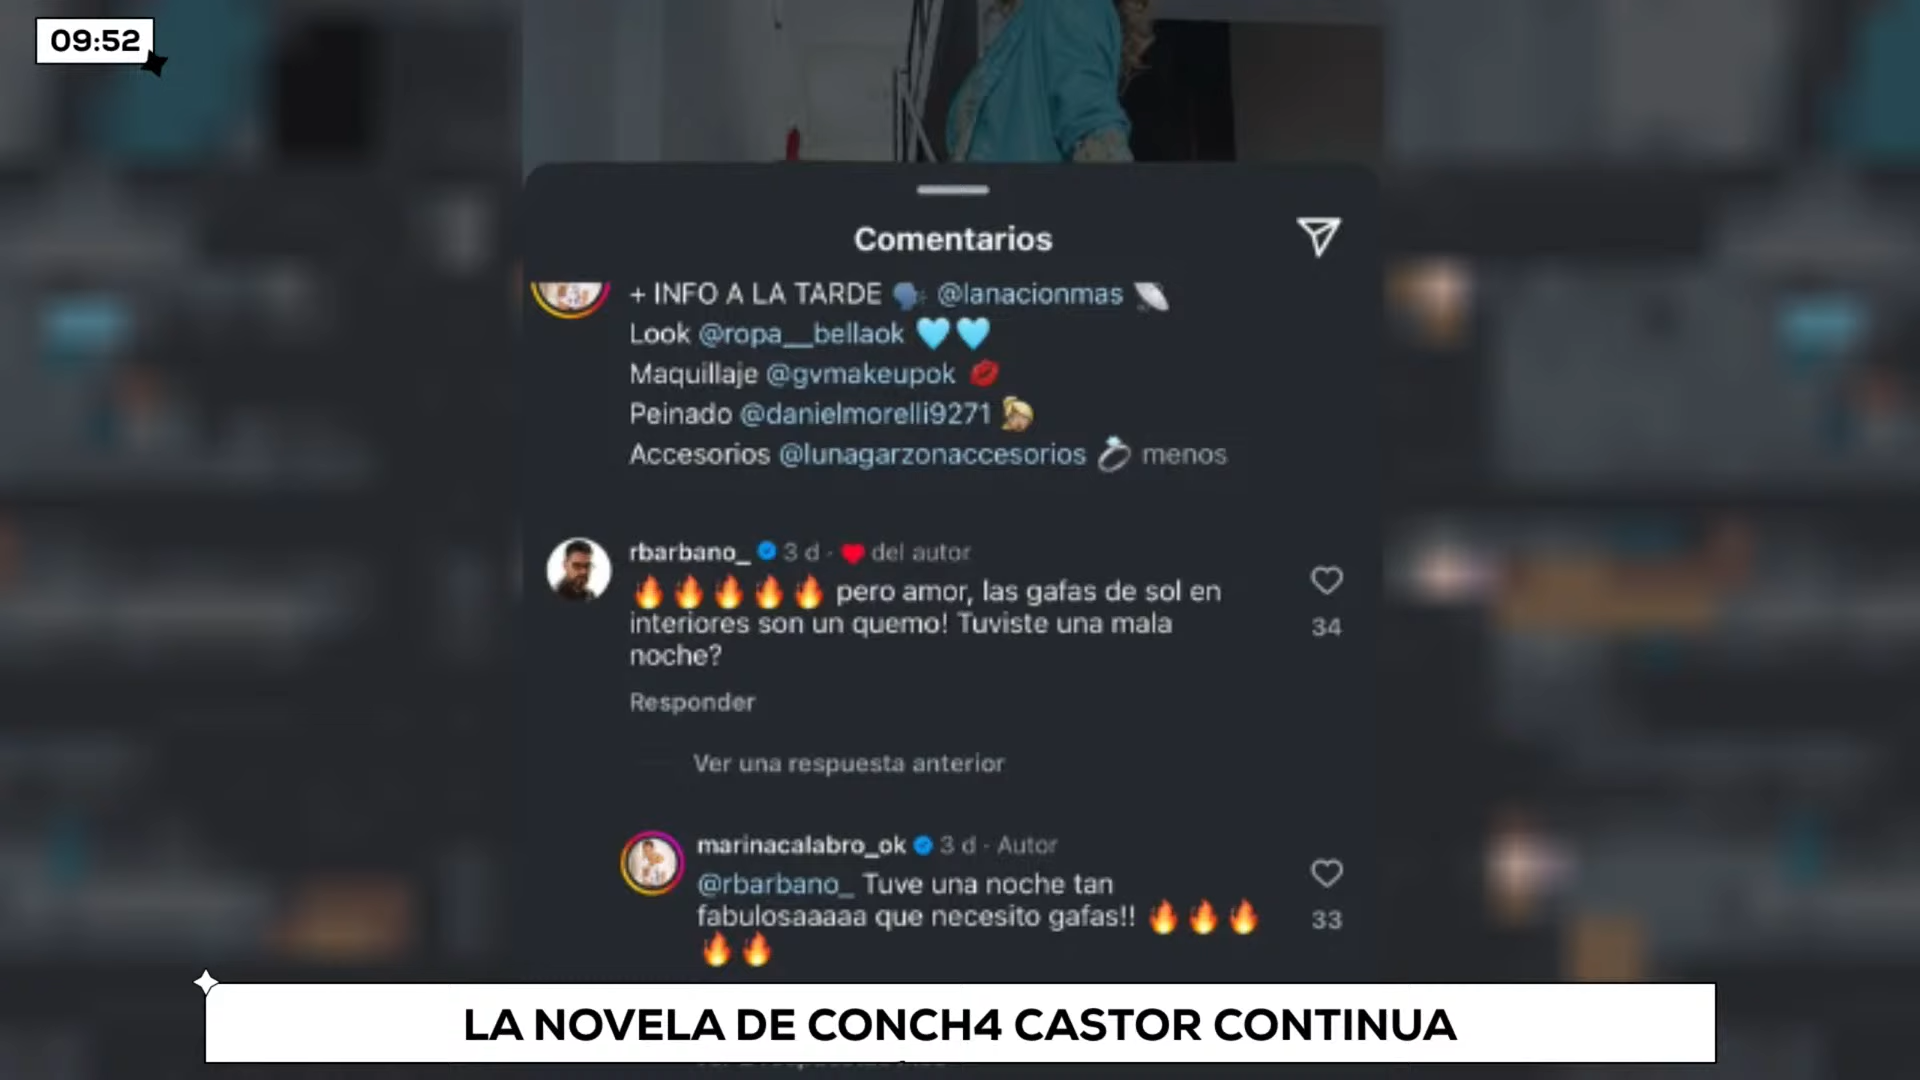 09:52
Comentarios
+ INFO A LA TARDE 🗣️ @lanacionmas
Look @ropa__bellaok 🩵🩵
Maquillaje @gvmakeupok 💋
Peinado @danielmorelli9271
Accesorios @lunagarzonaccesorios 💍 menos
rbarbano_ 3 d · ❤️ del autor
🔥🔥🔥🔥🔥 pero amor, las gafas de sol en
interiores son un quemo! Tuviste una mala
noche?
34
Responder
Ver una respuesta anterior
marinacalabro_ok 3 d · Autor
@rbarbano_ Tuve una noche tan
fabulosaaaaa que necesito gafas!! 🔥🔥🔥
🔥🔥
33
LA NOVELA DE CONCH4 CASTOR CONTINUA